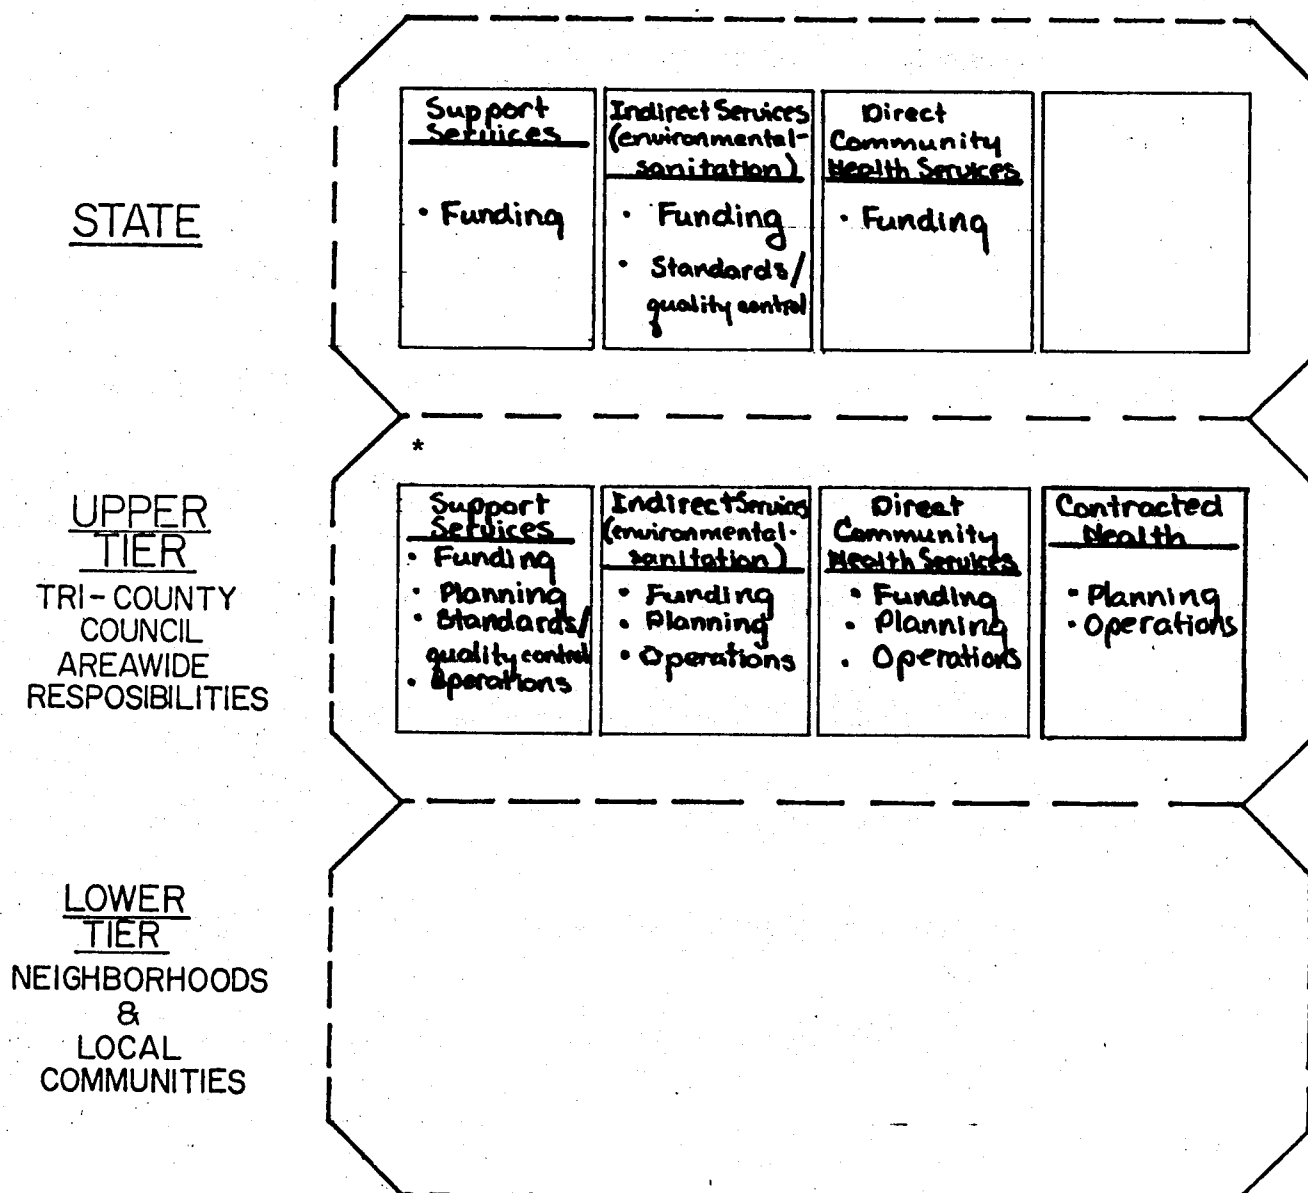 STATE
Support
Services
• Funding
Indirect Services
(environmental-
sanitation)
• Funding
• Standards/
quality control
Direct
Community
Health Services
• Funding
UPPER
TIER
TRI-COUNTY
COUNCIL
AREAWIDE
RESPOSIBILITIES
*
Support
Services
• Funding
• Planning
• Standards/
quality control
• Operations
Indirect Services
(environmental-
sanitation)
• Funding
• Planning
• Operations
Direct
Community
Health Services
• Funding
• Planning
• Operations
Contracted
Health
• Planning
• Operations
LOWER
TIER
NEIGHBORHOODS
&
LOCAL
COMMUNITIES